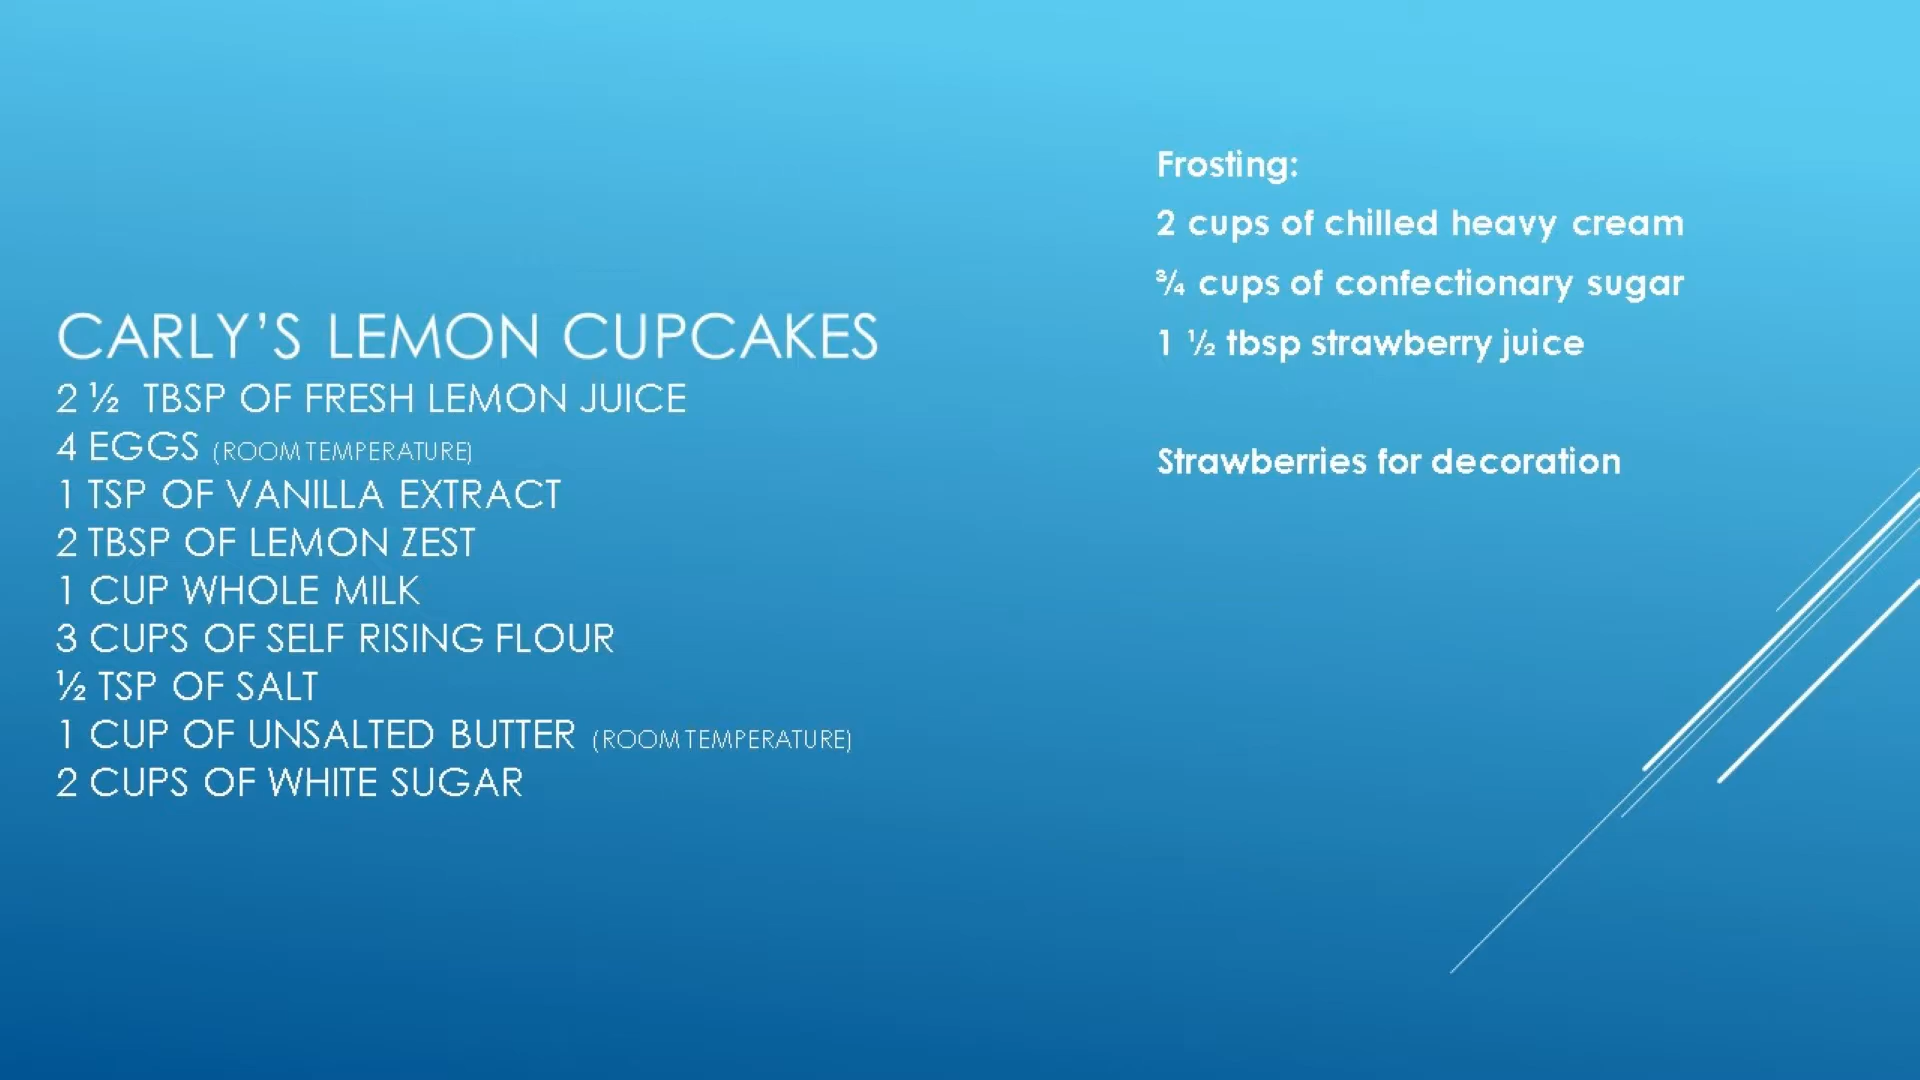 CARLY'S LEMON CUPCAKES
2 ½ TBSP OF FRESH LEMON JUICE
4 EGGS (ROOM TEMPERATURE)
1 TSP OF VANILLA EXTRACT
2 TBSP OF LEMON ZEST
1 CUP WHOLE MILK
3 CUPS OF SELF RISING FLOUR
½ TSP OF SALT
1 CUP OF UNSALTED BUTTER (ROOM TEMPERATURE)
2 CUPS OF WHITE SUGAR
Frosting:
2 cups of chilled heavy cream
¾ cups of confectionary sugar
1 ½ tbsp strawberry juice
Strawberries for decoration